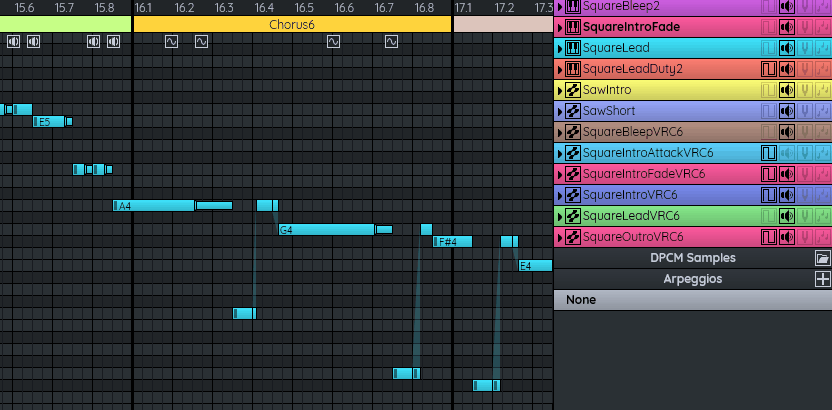 15.6 15.7 15.8 16.1 16.2 16.3 16.4 16.5 16.6 16.7 16.8 17.1 17.2 17.3
Chorus6
E5
A4
G4
F#4
E4
SquareBleep2
SquareIntroFade
SquareLead
SquareLeadDuty2
SawIntro
SawShort
SquareBleepVRC6
SquareIntroAttackVRC6
SquareIntroFadeVRC6
SquareIntroVRC6
SquareLeadVRC6
SquareOutroVRC6
DPCM Samples
Arpeggios
None